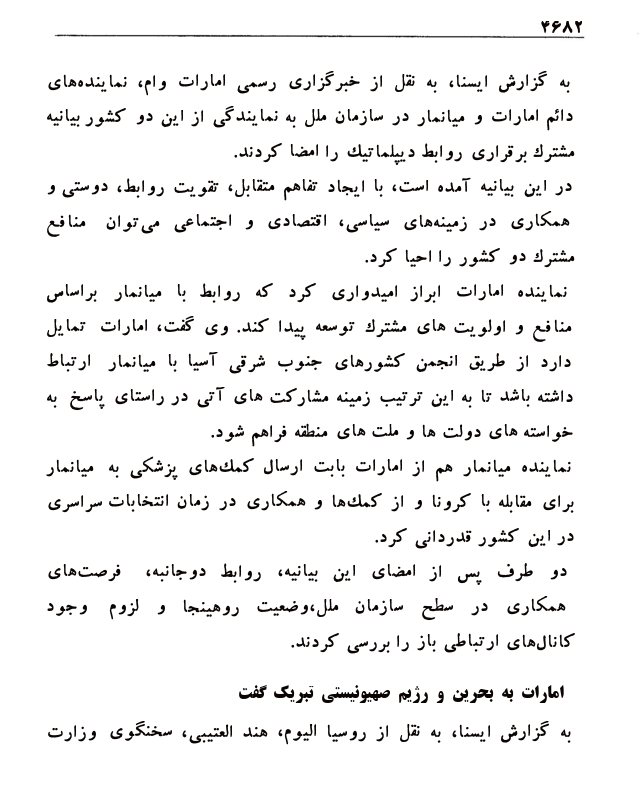 ۴۶۸۲
به گزارش ایسنا، به نقل از خبرگزاری رسمی امارات وام، نماینده‌های
دائم امارات و میانمار در سازمان ملل به نمایندگی از این دو کشور بیانیه
مشترك برقراری روابط دیپلماتیك را امضا کردند.
در این بیانیه آمده است، با ایجاد تفاهم متقابل، تقویت روابط، دوستی و
همکاری در زمینه‌های سیاسی، اقتصادی و اجتماعی می‌توان منافع
مشترك دو کشور را احیا کرد.
نماینده امارات ابراز امیدواری کرد که روابط با میانمار براساس
منافع و اولویت های مشترك توسعه پیدا کند. وی گفت، امارات تمایل
دارد از طریق انجمن کشورهای جنوب شرقی آسیا با میانمار ارتباط
داشته باشد تا به این ترتیب زمینه مشارکت های آتی در راستای پاسخ به
خواسته های دولت ها و ملت های منطقه فراهم شود.
نماینده میانمار هم از امارات بابت ارسال کمك‌های پزشکی به میانمار
برای مقابله با کرونا و از کمك‌ها و همکاری در زمان انتخابات سراسری
در این کشور قدردانی کرد.
دو طرف پس از امضای این بیانیه، روابط دوجانبه، فرصت‌های
همکاری در سطح سازمان ملل،وضعیت روهینجا و لزوم وجود
کانال‌های ارتباطی باز را بررسی کردند.
امارات به بحرین و رژیم صهیونیستی تبریک گفت
به گزارش ایسنا، به نقل از روسیا الیوم، هند العتیبی، سخنگوی وزارت